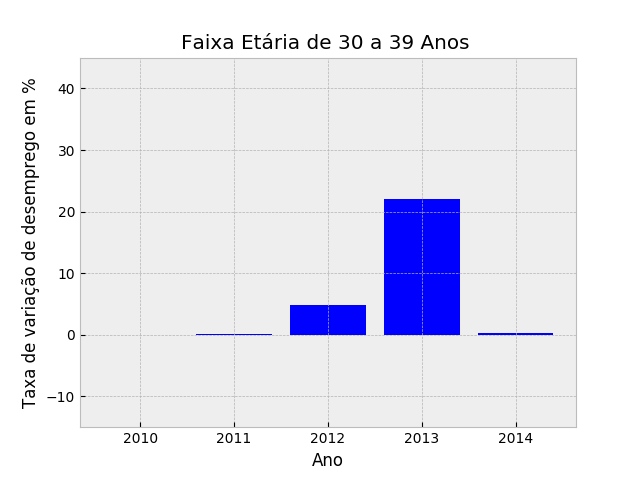 Faixa Etária de 30 a 39 Anos
Taxa de variação de desemprego em %
40
30
20
10
0
−10
2010 2011 2012 2013 2014
Ano